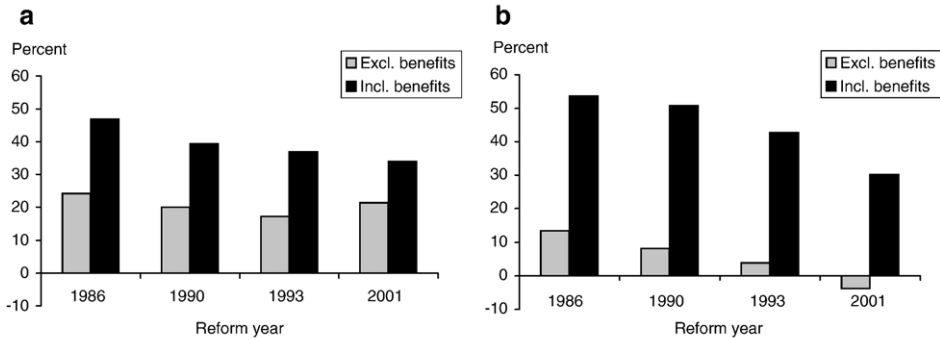 a
Percent
Excl. benefits
Incl. benefits
60
50
40
30
20
10
0
-10
1986 1990 1993 2001
Reform year
b
Percent
Excl. benefits
Incl. benefits
60
50
40
30
20
10
0
-10
1986 1990 1993 2001
Reform year